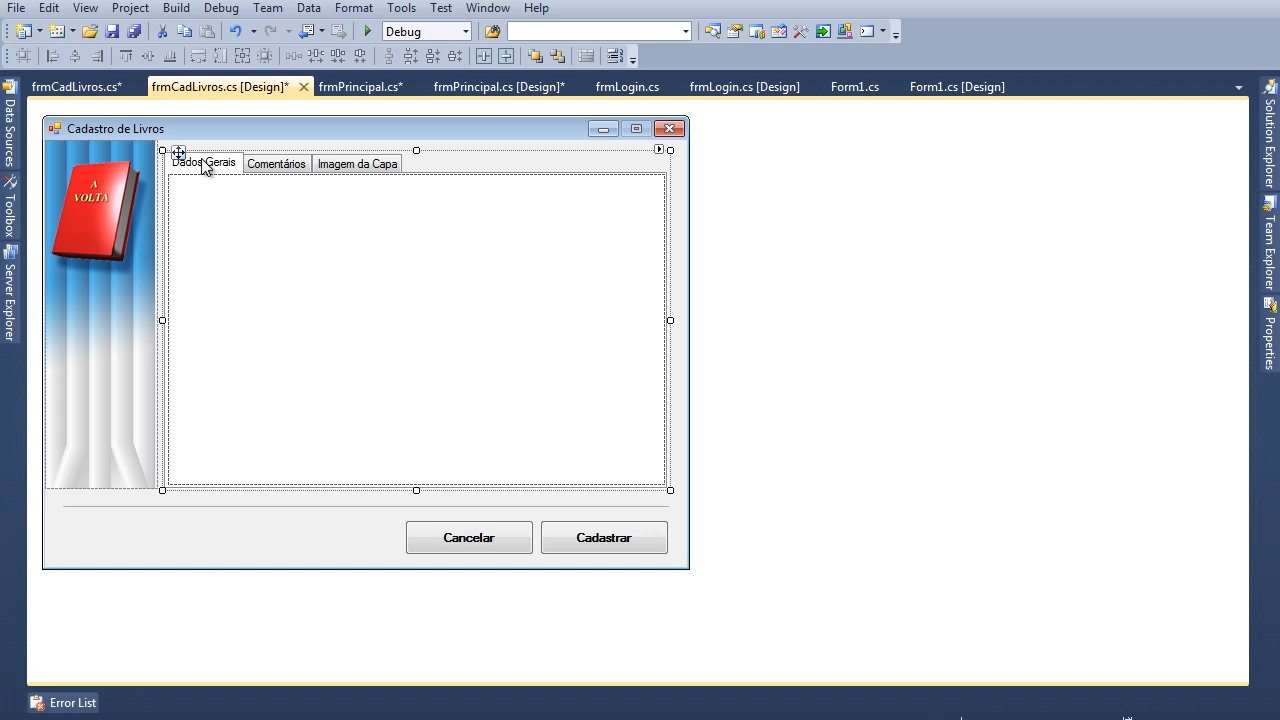 File Edit View Project Build Debug Team Data Format Tools Test Window Help
Debug
frmCadLivros.cs* frmCadLivros.cs [Design]* frmPrincipal.cs* frmPrincipal.cs [Design]* frmLogin.cs frmLogin.cs [Design] Form1.cs Form1.cs [Design]
Data Sources
Toolbox
Server Explorer
Cadastro de Livros
A
VOLTA
Dados Gerais Comentários Imagem da Capa
Cancelar Cadastrar
Solution Explorer
Team Explorer
Properties
Error List